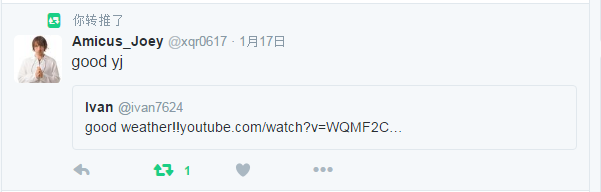 你转推了
Amicus_Joey @xqr0617 · 1月17日
good yj
Ivan @ivan7624
good weather!!youtube.com/watch?v=WQMF2C…
1